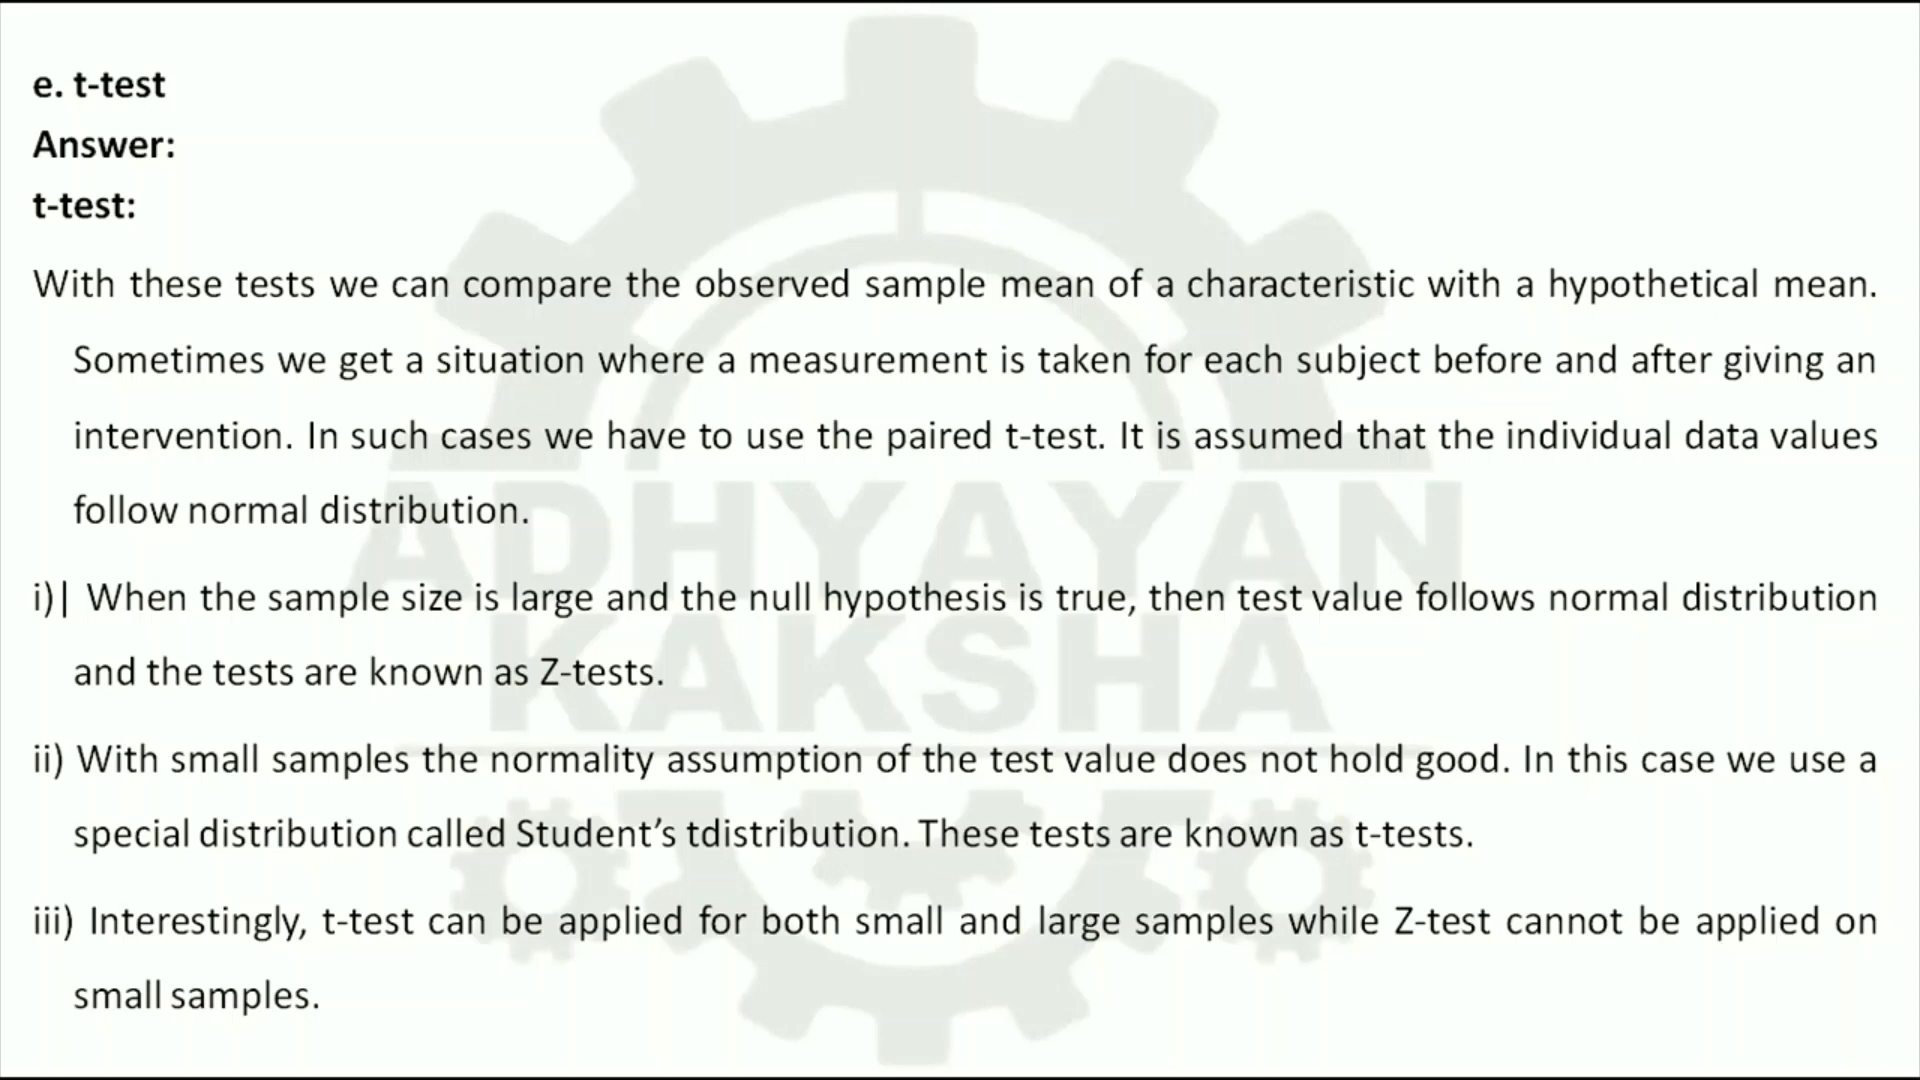 e. t-test
Answer:
t-test:
With these tests we can compare the observed sample mean of a characteristic with a hypothetical mean.
Sometimes we get a situation where a measurement is taken for each subject before and after giving an
intervention. In such cases we have to use the paired t-test. It is assumed that the individual data values
follow normal distribution.
i)| When the sample size is large and the null hypothesis is true, then test value follows normal distribution
and the tests are known as Z-tests.
ii) With small samples the normality assumption of the test value does not hold good. In this case we use a
special distribution called Student’s tdistribution. These tests are known as t-tests.
iii) Interestingly, t-test can be applied for both small and large samples while Z-test cannot be applied on
small samples.
ADHYAYAN
KAKSHA